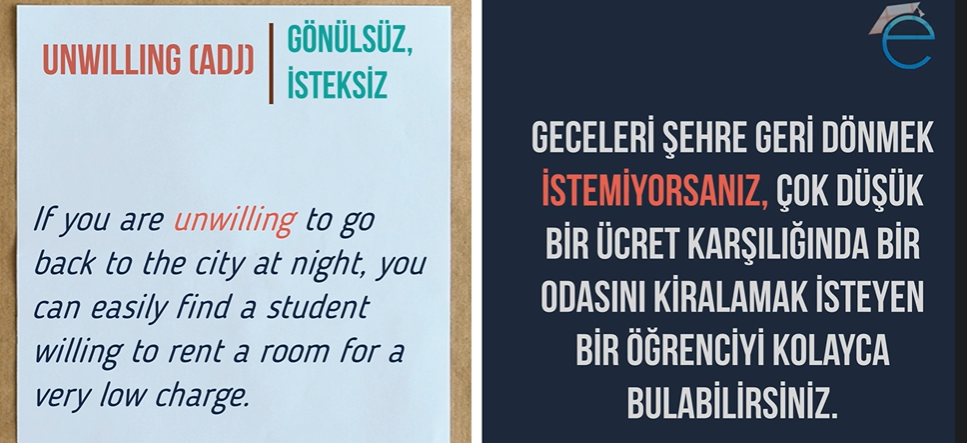 UNWILLING (ADJ)
GÖNÜLSÜZ,
İSTEKSİZ
If you are unwilling to go
back to the city at night, you
can easily find a student
willing to rent a room for a
very low charge.
e
GECELERİ ŞEHRE GERİ DÖNMEK
İSTEMİYORSANIZ, ÇOK DÜŞÜK
BİR ÜCRET KARŞILIĞINDA BİR
ODASINI KİRALAMAK İSTEYEN
BİR ÖĞRENCİYİ KOLAYCA
BULABİLİRSİNİZ.